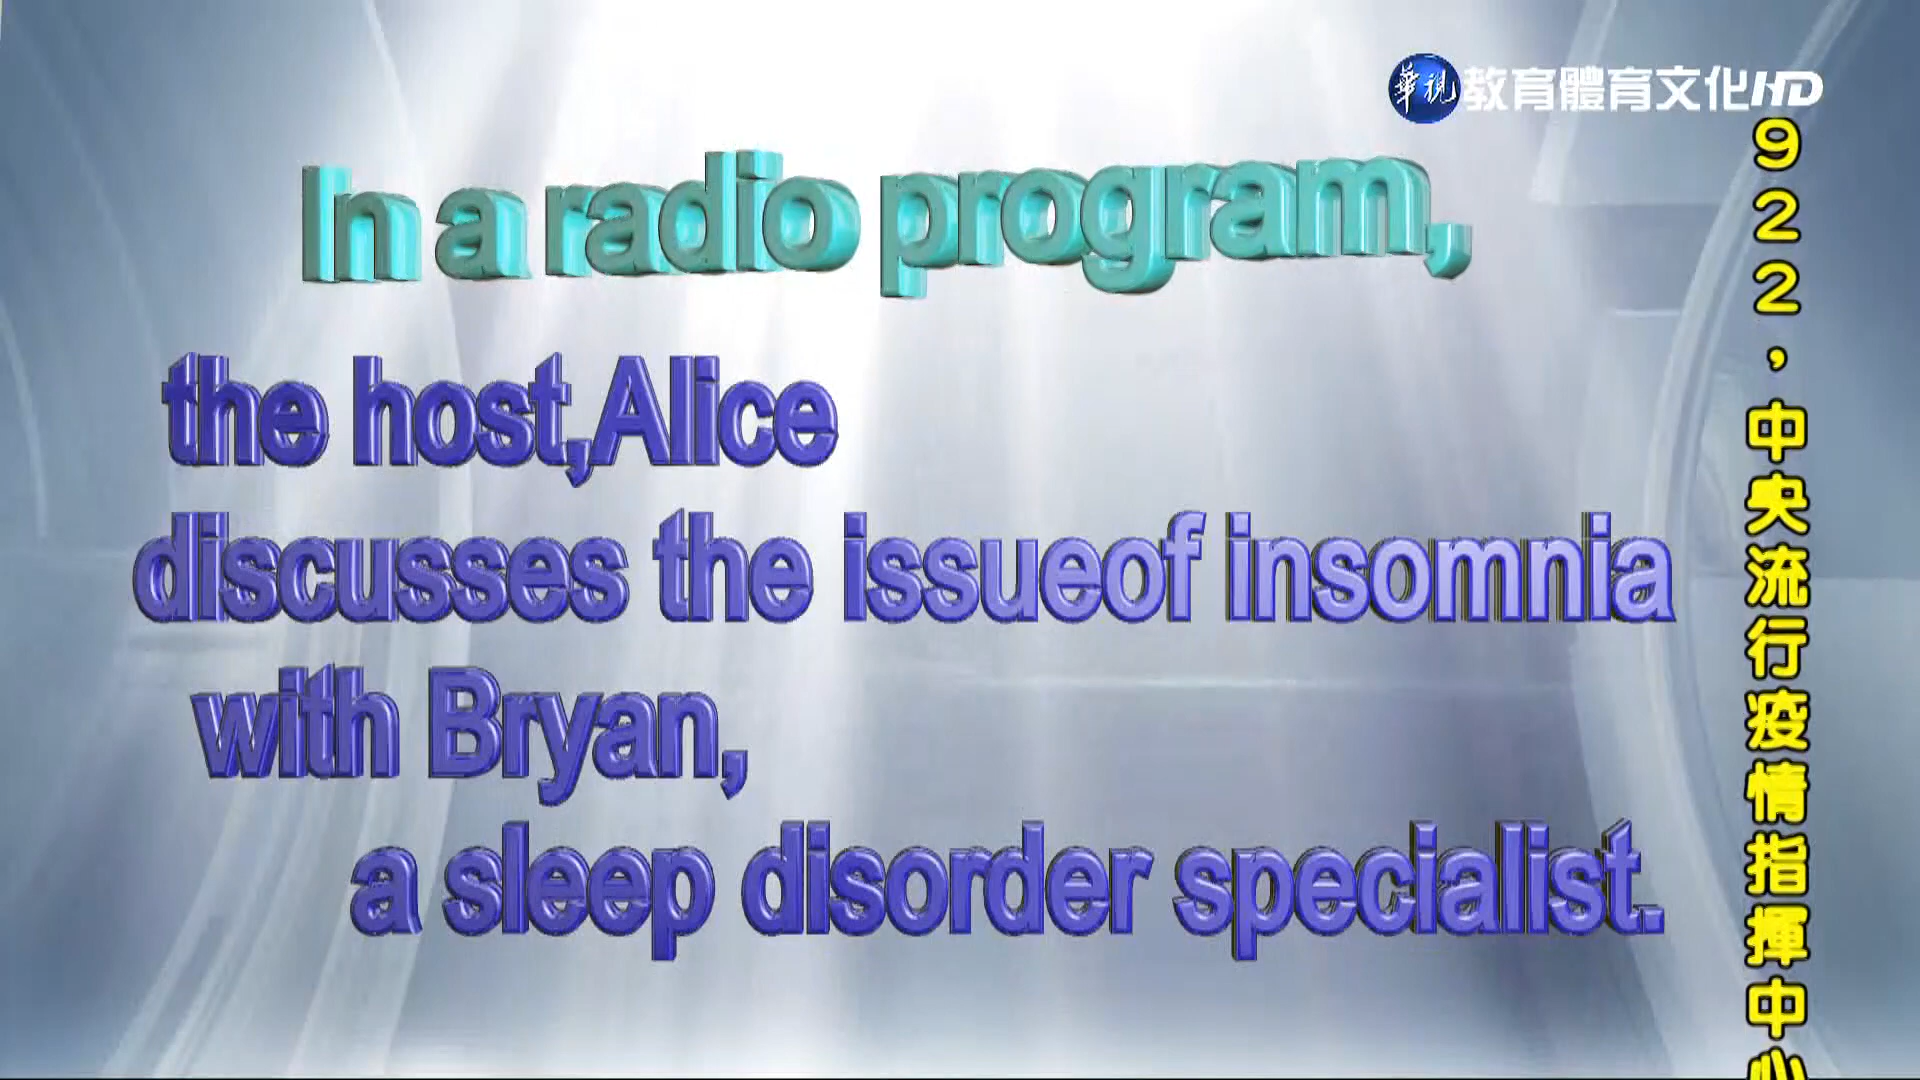 華視 教育體育文化HD
In a radio program,
the host,Alice
discusses the issueof insomnia
with Bryan,
a sleep disorder specialist.
922，中央流行疫情指揮中心